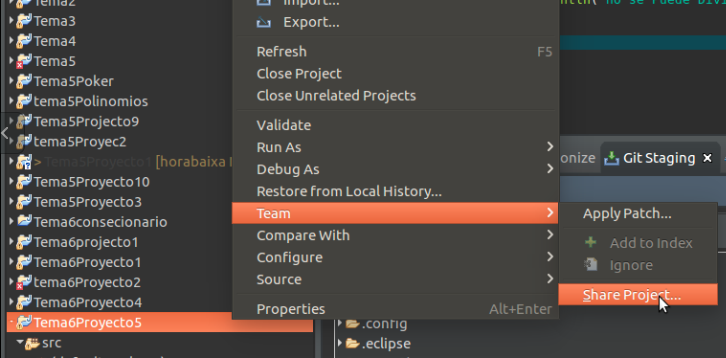 Tema2
Tema3
Tema4
Tema5
Tema5Poker
tema5Polinomios
Tema5Projecto9
tema5Proyec2
> Tema5Proyecto1 [horabaixa
Tema5Proyecto10
Tema5Proyecto3
Tema6consecionario
Tema6projecto1
Tema6Proyecto1
tema6Proyecto2
Tema6Proyecto4
Tema6Proyecto5
src
Import...
Export...
Refresh F5
Close Project
Close Unrelated Projects
Validate
Run As
Debug As
Restore from Local History...
Team
Compare With
Configure
Source
Properties Alt+Enter
"no se Puede Divi
onize Git Staging
Apply Patch...
Add to Index
Ignore
Share Project...
.config
.eclipse